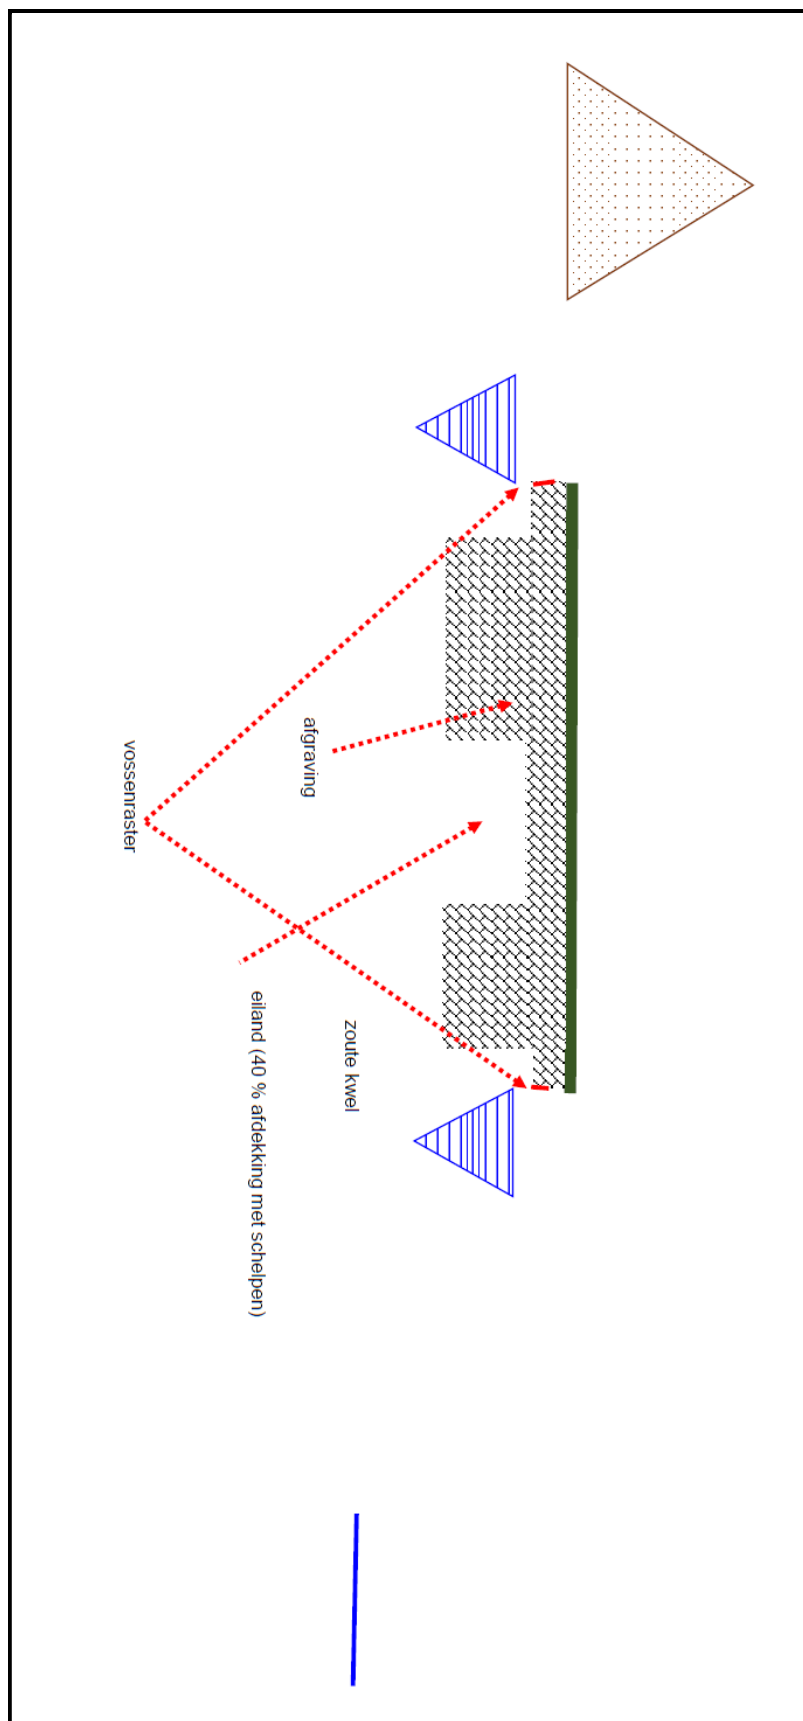 afgraving
vossenraster
zoute kwel
eiland (40 % afdekking met schelpen)